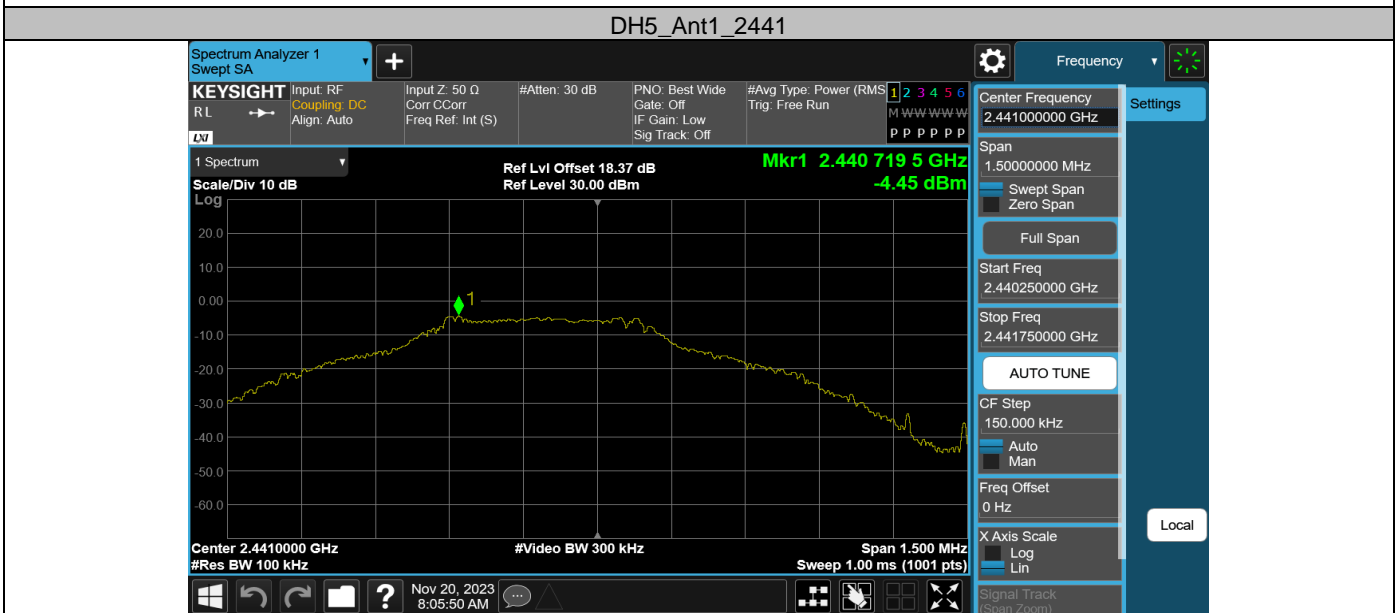 DH5_Ant1_2441
Spectrum Analyzer 1
Swept SA
Frequency
KEYSIGHT
RL
LXI
Input: RF
Coupling: DC
Align: Auto
Input Z: 50 Ω
Corr CCorr
Freq Ref: Int (S)
#Atten: 30 dB
PNO: Best Wide
Gate: Off
IF Gain: Low
Sig Track: Off
#Avg Type: Power (RMS
Trig: Free Run
1 2 3 4 5 6
M W W W W W
P P P P P P
1 Spectrum
Scale/Div 10 dB
Ref Lvl Offset 18.37 dB
Ref Level 30.00 dBm
Mkr1 2.440 719 5 GHz
-4.45 dBm
Log
20.0
10.0
0.00
-10.0
-20.0
-30.0
-40.0
-50.0
-60.0
1
Center 2.4410000 GHz
#Res BW 100 kHz
#Video BW 300 kHz
Span 1.500 MHz
Sweep 1.00 ms (1001 pts)
Nov 20, 2023
8:05:50 AM
Center Frequency
2.441000000 GHz
Settings
Span
1.50000000 MHz
Swept Span
Zero Span
Full Span
Start Freq
2.440250000 GHz
Stop Freq
2.441750000 GHz
AUTO TUNE
CF Step
150.000 kHz
Auto
Man
Freq Offset
0 Hz
Local
X Axis Scale
Log
Lin
Signal Track
(Span Zoom)